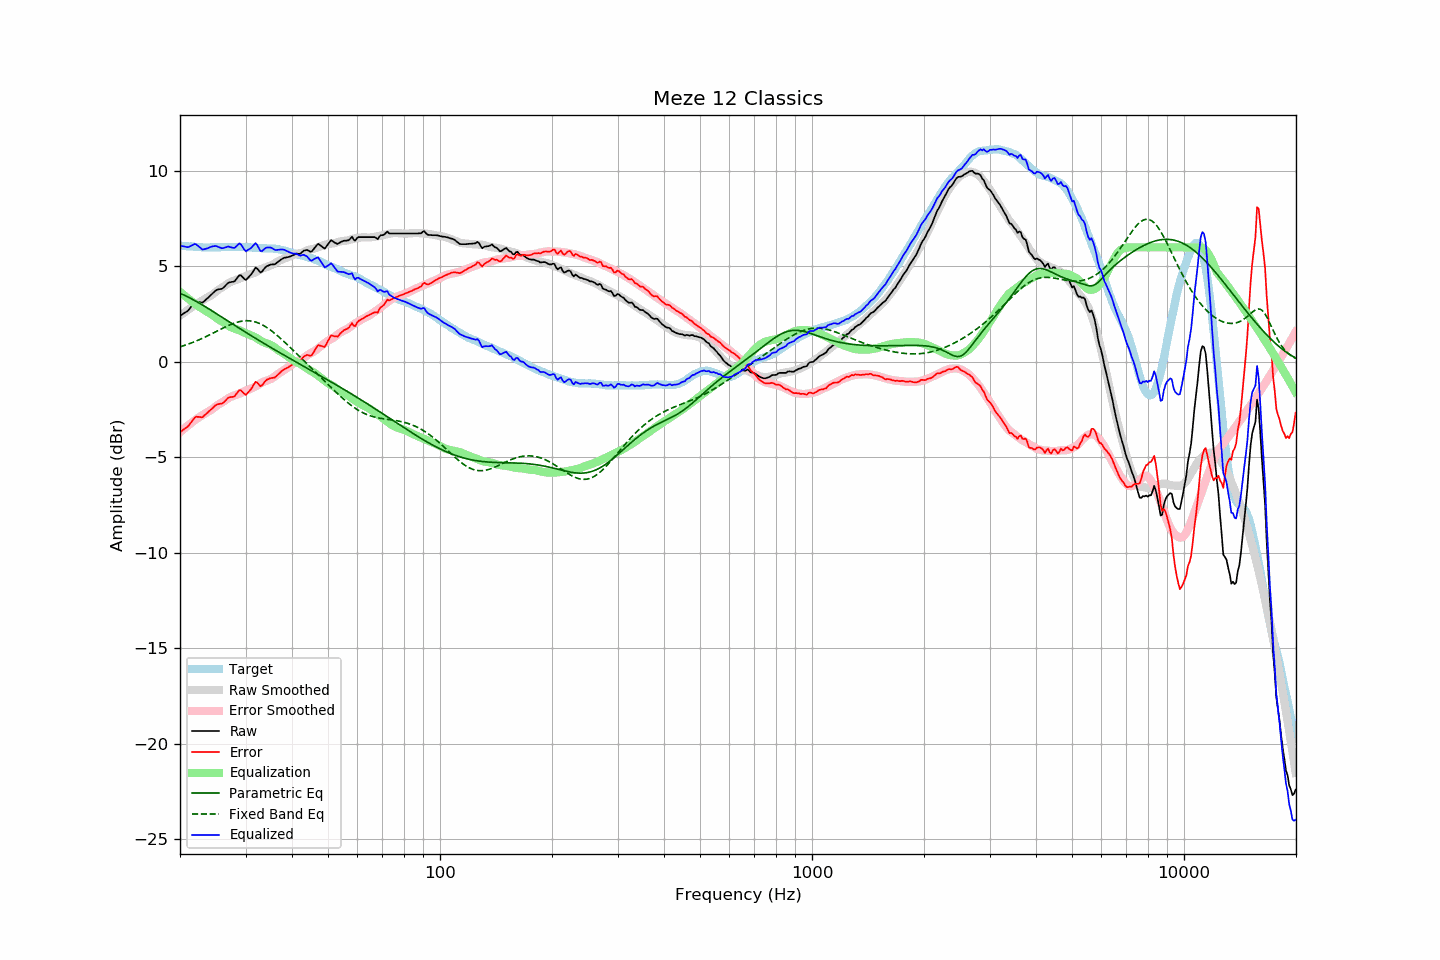 Meze 12 Classics
Amplitude (dBr)
10
5
0
−5
−10
−15
−20
−25
Target
Raw Smoothed
Error Smoothed
Raw
Error
Equalization
Parametric Eq
Fixed Band Eq
Equalized
100
1000
10000
Frequency (Hz)